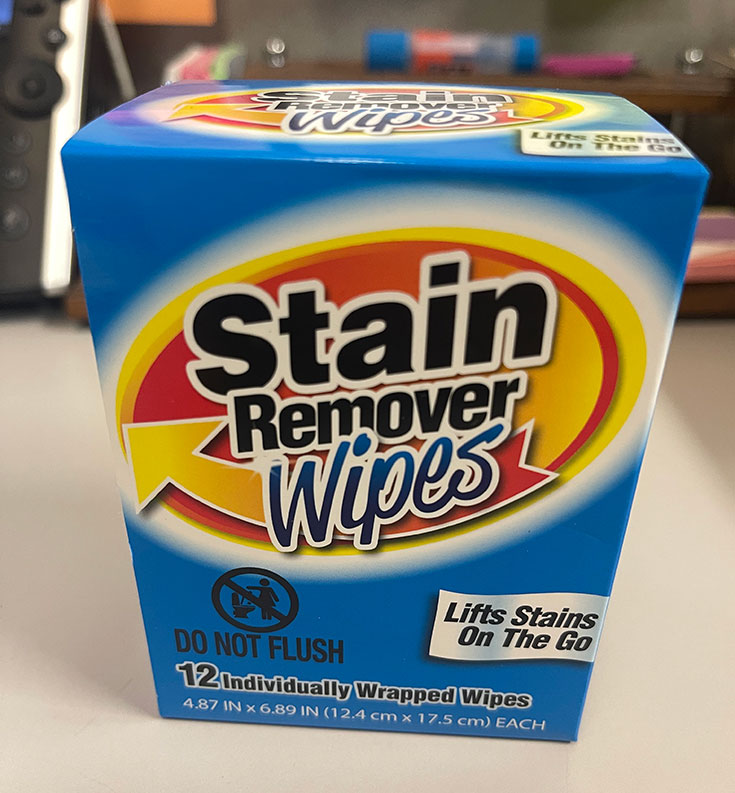 Stain
Remover
Wipes
Lifts Stains
On The Go
Stain
Remover
Wipes
DO NOT FLUSH
Lifts Stains
On The Go
12 Individually Wrapped Wipes
4.87 IN x 6.89 IN (12.4 cm x 17.5 cm) EACH